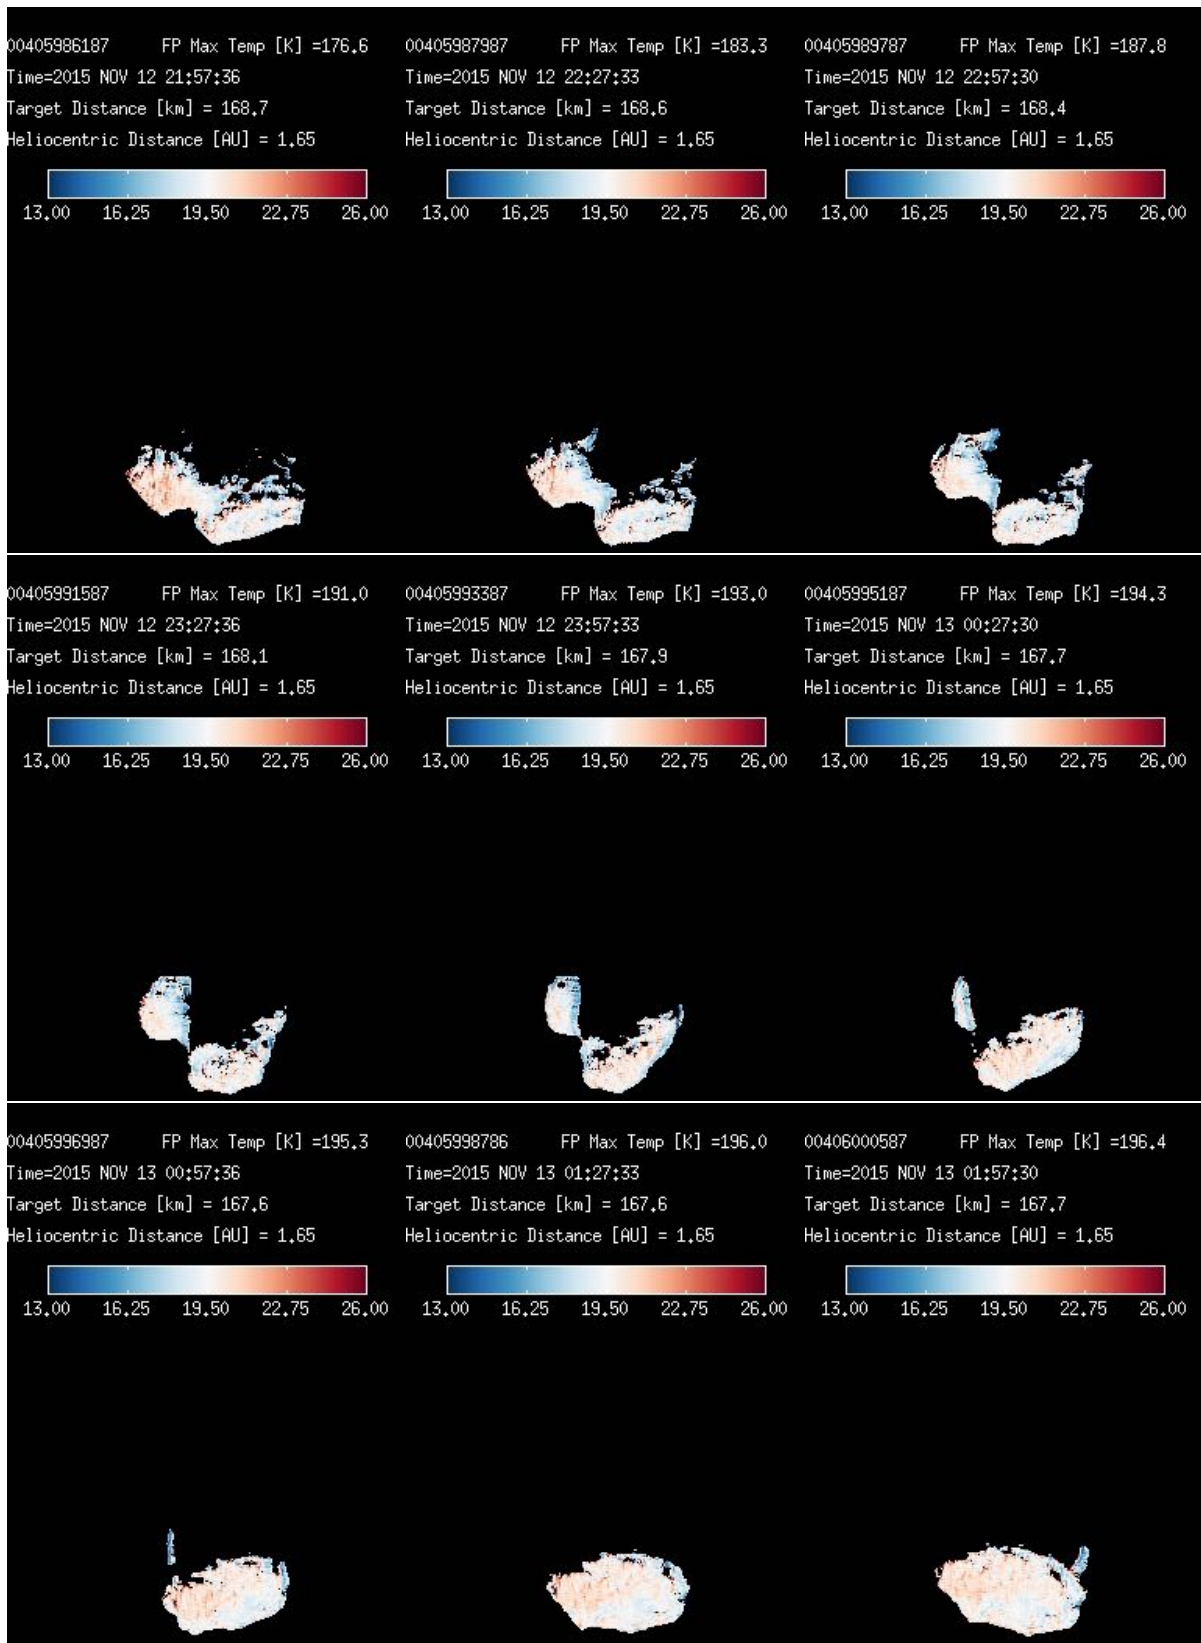 00405986187 FP Max Temp [K] =176.6
Time=2015 NOV 12 21:57:36
Target Distance [km] = 168.7
Heliocentric Distance [AU] = 1.65
13.00 16.25 19.50 22.75 26.00
00405987987 FP Max Temp [K] =183.3
Time=2015 NOV 12 22:27:33
Target Distance [km] = 168.6
Heliocentric Distance [AU] = 1.65
13.00 16.25 19.50 22.75 26.00
00405989787 FP Max Temp [K] =187.8
Time=2015 NOV 12 22:57:30
Target Distance [km] = 168.4
Heliocentric Distance [AU] = 1.65
13.00 16.25 19.50 22.75 26.00
00405991587 FP Max Temp [K] =191.0
Time=2015 NOV 12 23:27:36
Target Distance [km] = 168.1
Heliocentric Distance [AU] = 1.65
13.00 16.25 19.50 22.75 26.00
00405993387 FP Max Temp [K] =193.0
Time=2015 NOV 12 23:57:33
Target Distance [km] = 167.9
Heliocentric Distance [AU] = 1.65
13.00 16.25 19.50 22.75 26.00
00405995187 FP Max Temp [K] =194.3
Time=2015 NOV 13 00:27:30
Target Distance [km] = 167.7
Heliocentric Distance [AU] = 1.65
13.00 16.25 19.50 22.75 26.00
00405996987 FP Max Temp [K] =195.3
Time=2015 NOV 13 00:57:36
Target Distance [km] = 167.6
Heliocentric Distance [AU] = 1.65
13.00 16.25 19.50 22.75 26.00
00405998786 FP Max Temp [K] =196.0
Time=2015 NOV 13 01:27:33
Target Distance [km] = 167.6
Heliocentric Distance [AU] = 1.65
13.00 16.25 19.50 22.75 26.00
00406000587 FP Max Temp [K] =196.4
Time=2015 NOV 13 01:57:30
Target Distance [km] = 167.7
Heliocentric Distance [AU] = 1.65
13.00 16.25 19.50 22.75 26.00